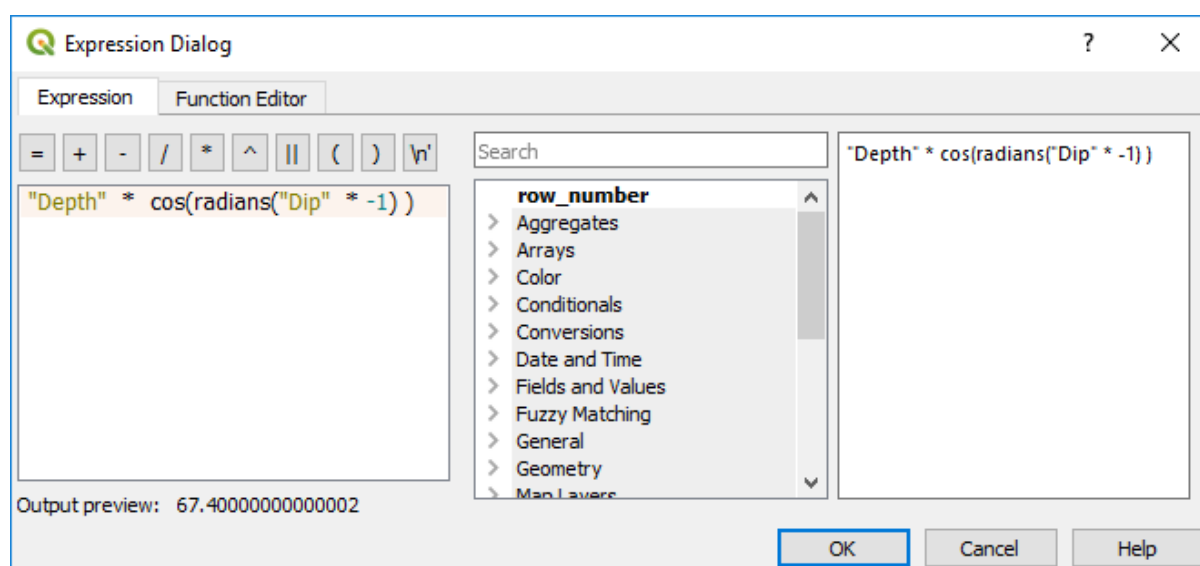 Expression Dialog
? ×
Expression Function Editor
= + - / * ^ || ( ) \n'
Search
"Depth" * cos(radians("Dip" * -1) )
"Depth" * cos(radians("Dip" * -1) )
row_number
Aggregates
Arrays
Color
Conditionals
Conversions
Date and Time
Fields and Values
Fuzzy Matching
General
Geometry
Map Layers
Output preview: 67.40000000000002
OK Cancel Help